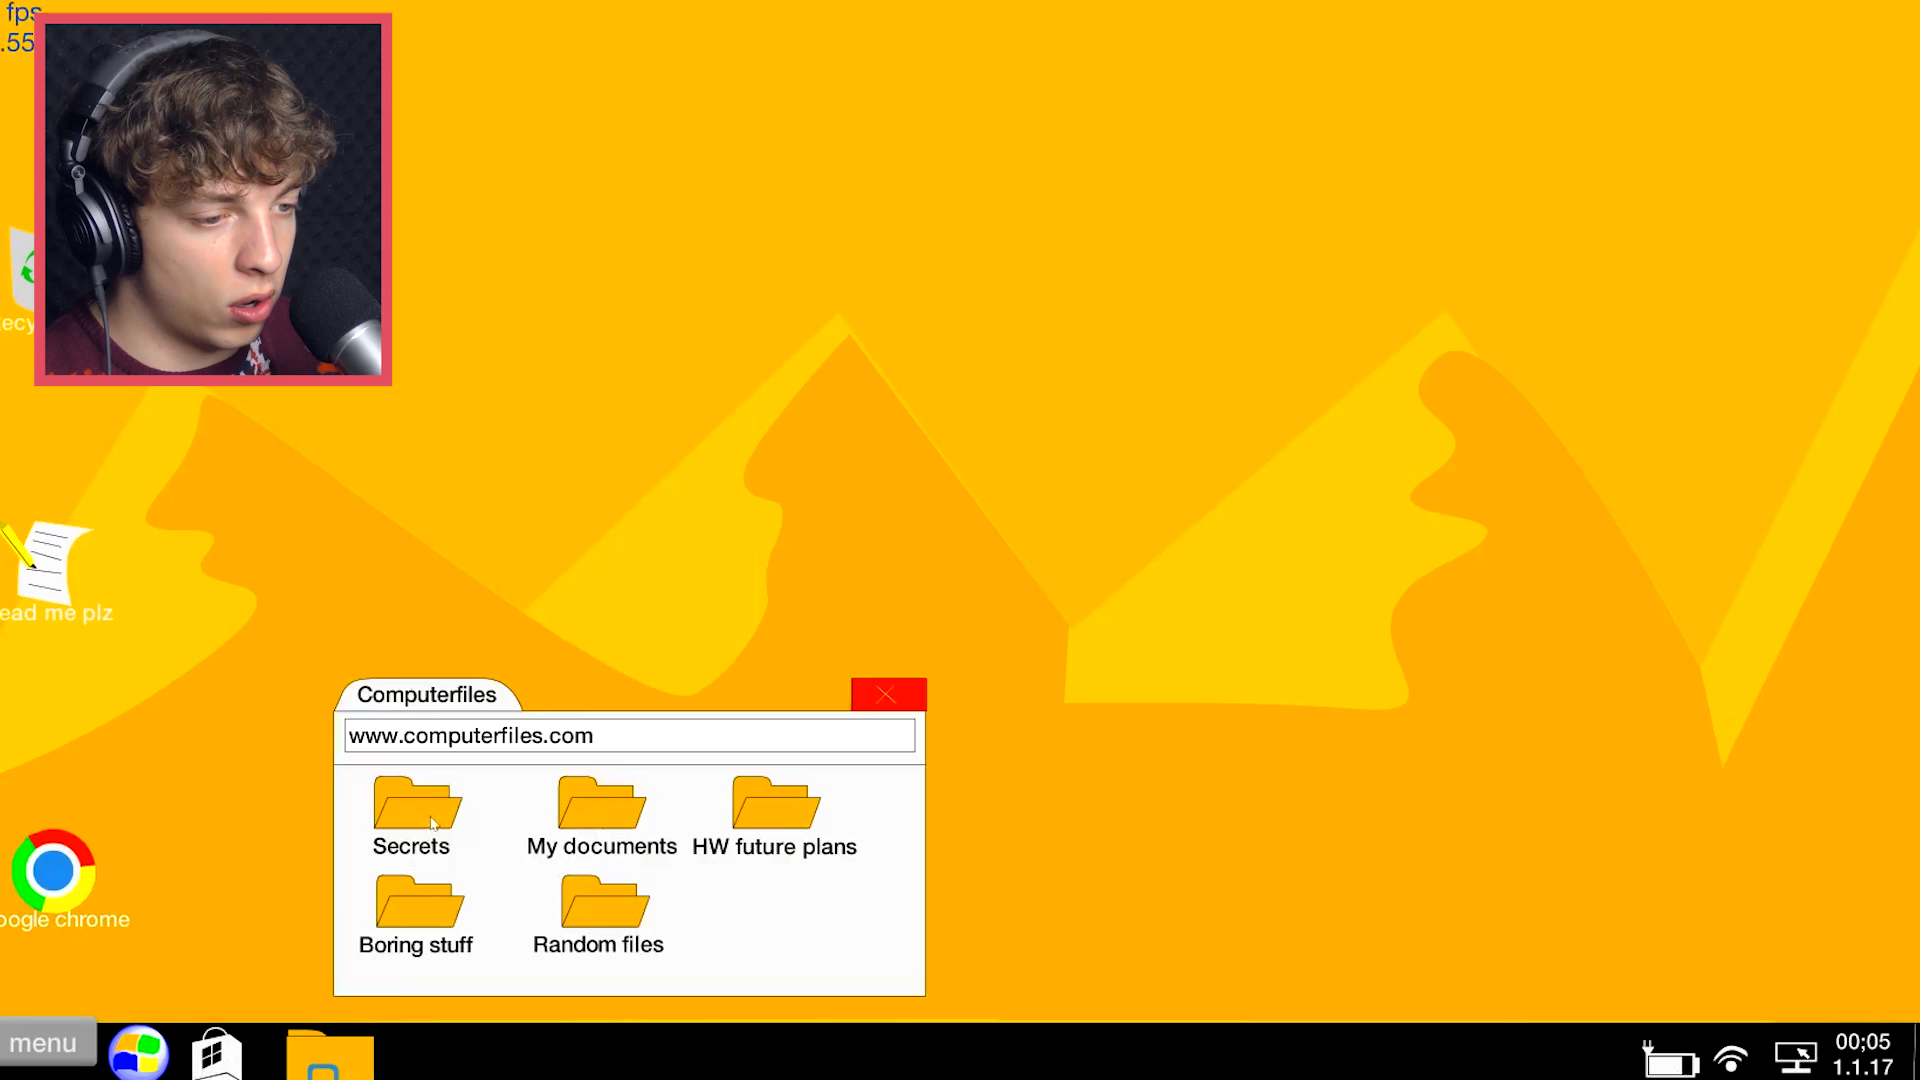 fps
.55
ecy
ead me plz
oogle chrome
Computerfiles
www.computerfiles.com
Secrets
My documents
HW future plans
Boring stuff
Random files
menu
00;05
1.1.17